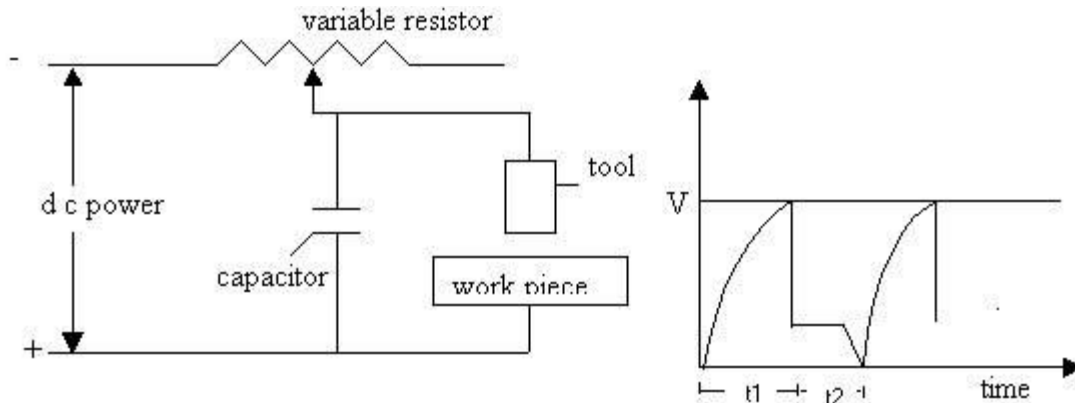 variable resistor
-
d c power
tool
capacitor
work piece
+
V
t1
t2
time